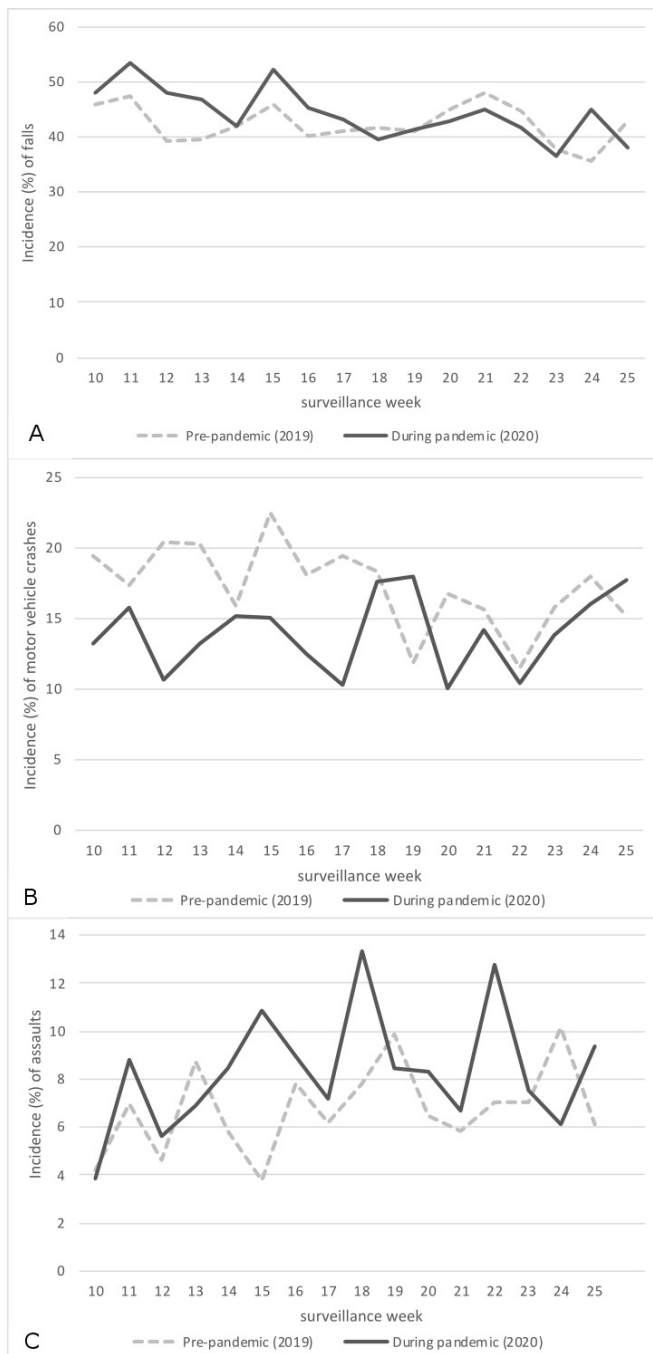 60
50
40
30
20
10
0
Incidence (%) of falls
10 11 12 13 14 15 16 17 18 19 20 21 22 23 24 25
surveillance week
A
Pre-pandemic (2019) During pandemic (2020)
25
20
15
10
5
0
Incidence (%) of motor vehicle crashes
10 11 12 13 14 15 16 17 18 19 20 21 22 23 24 25
surveillance week
B
Pre-pandemic (2019) During pandemic (2020)
14
12
10
8
6
4
2
0
Incidence (%) of assaults
10 11 12 13 14 15 16 17 18 19 20 21 22 23 24 25
surveillance week
C
Pre-pandemic (2019) During pandemic (2020)